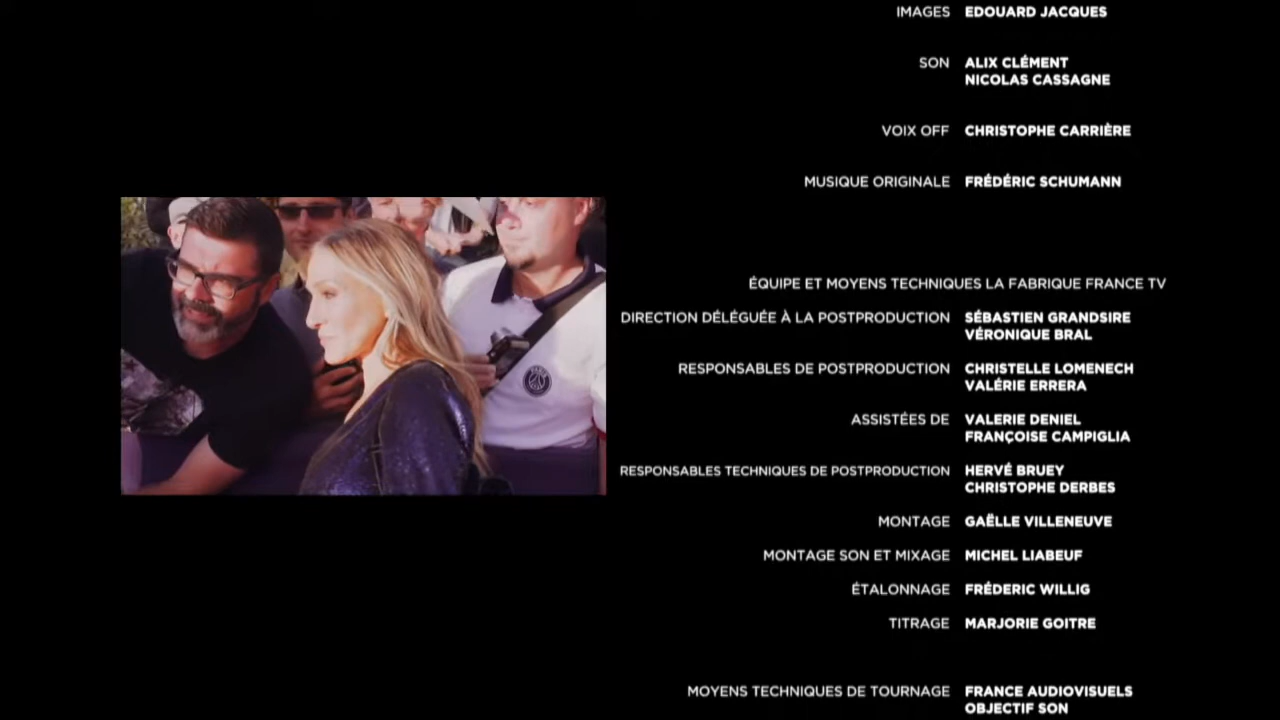 IMAGES EDOUARD JACQUES
SON ALIX CLÉMENT
NICOLAS CASSAGNE
VOIX OFF CHRISTOPHE CARRIÈRE
MUSIQUE ORIGINALE FRÉDÉRIC SCHUMANN
ÉQUIPE ET MOYENS TECHNIQUES LA FABRIQUE FRANCE TV
DIRECTION DÉLÉGUÉE À LA POSTPRODUCTION SÉBASTIEN GRANDSIRE
VÉRONIQUE BRAL
RESPONSABLES DE POSTPRODUCTION CHRISTELLE LOMENECH
VALÉRIE ERRERA
ASSISTÉES DE VALERIE DENIEL
FRANÇOISE CAMPIGLIA
RESPONSABLES TECHNIQUES DE POSTPRODUCTION HERVÉ BRUEY
CHRISTOPHE DERBES
MONTAGE GAËLLE VILLENEUVE
MONTAGE SON ET MIXAGE MICHEL LIABEUF
ÉTALONNAGE FRÉDERIC WILLIG
TITRAGE MARJORIE GOITRE
MOYENS TECHNIQUES DE TOURNAGE FRANCE AUDIOVISUELS
OBJECTIF SON